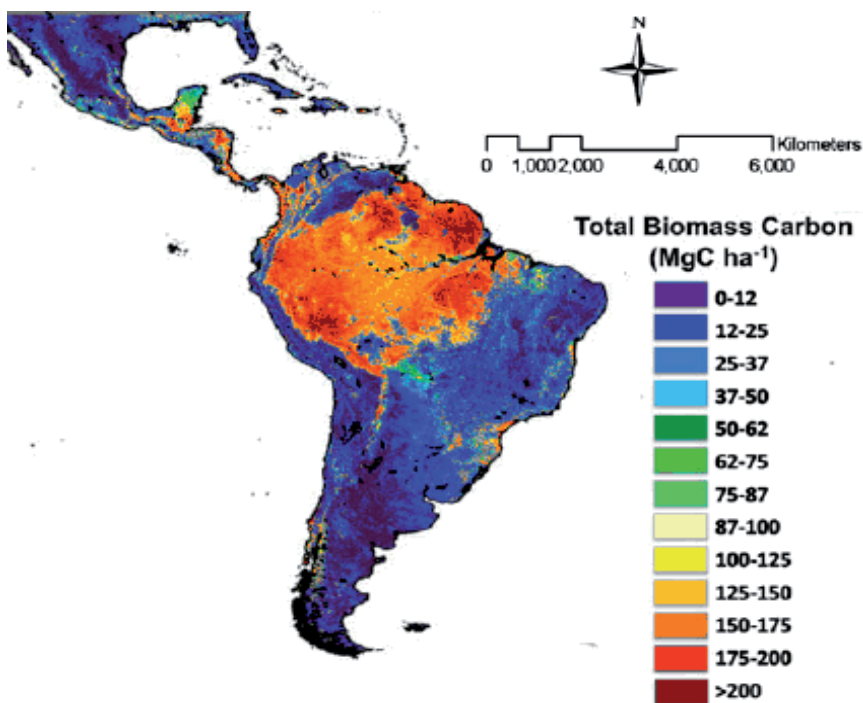 N
Kilometers
0 1,000 2,000 4,000 6,000
Total Biomass Carbon
(MgC ha-1)
0-12
12-25
25-37
37-50
50-62
62-75
75-87
87-100
100-125
125-150
150-175
175-200
>200